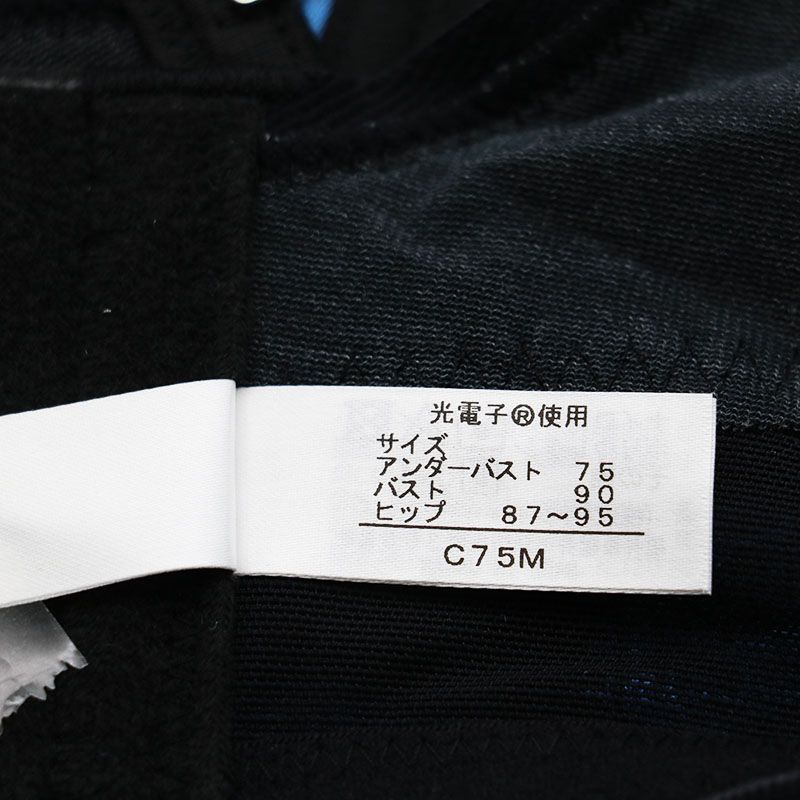 光電子®使用
サイズ
アンダーバスト 75
バスト 90
ヒップ 87～95
C75M